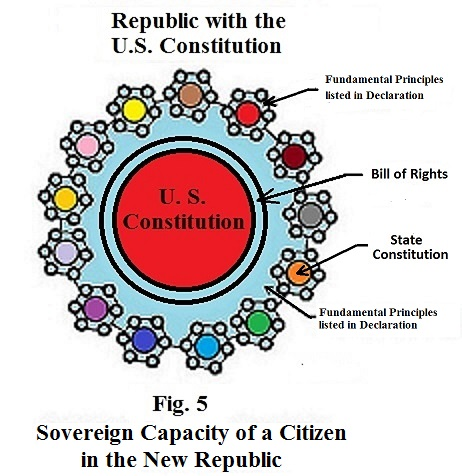 Republic with the
U.S. Constitution
Fundamental Principles
listed in Declaration
Bill of Rights
U. S.
Constitution
State
Constitution
Fundamental Principles
listed in Declaration
Fig. 5
Sovereign Capacity of a Citizen
in the New Republic